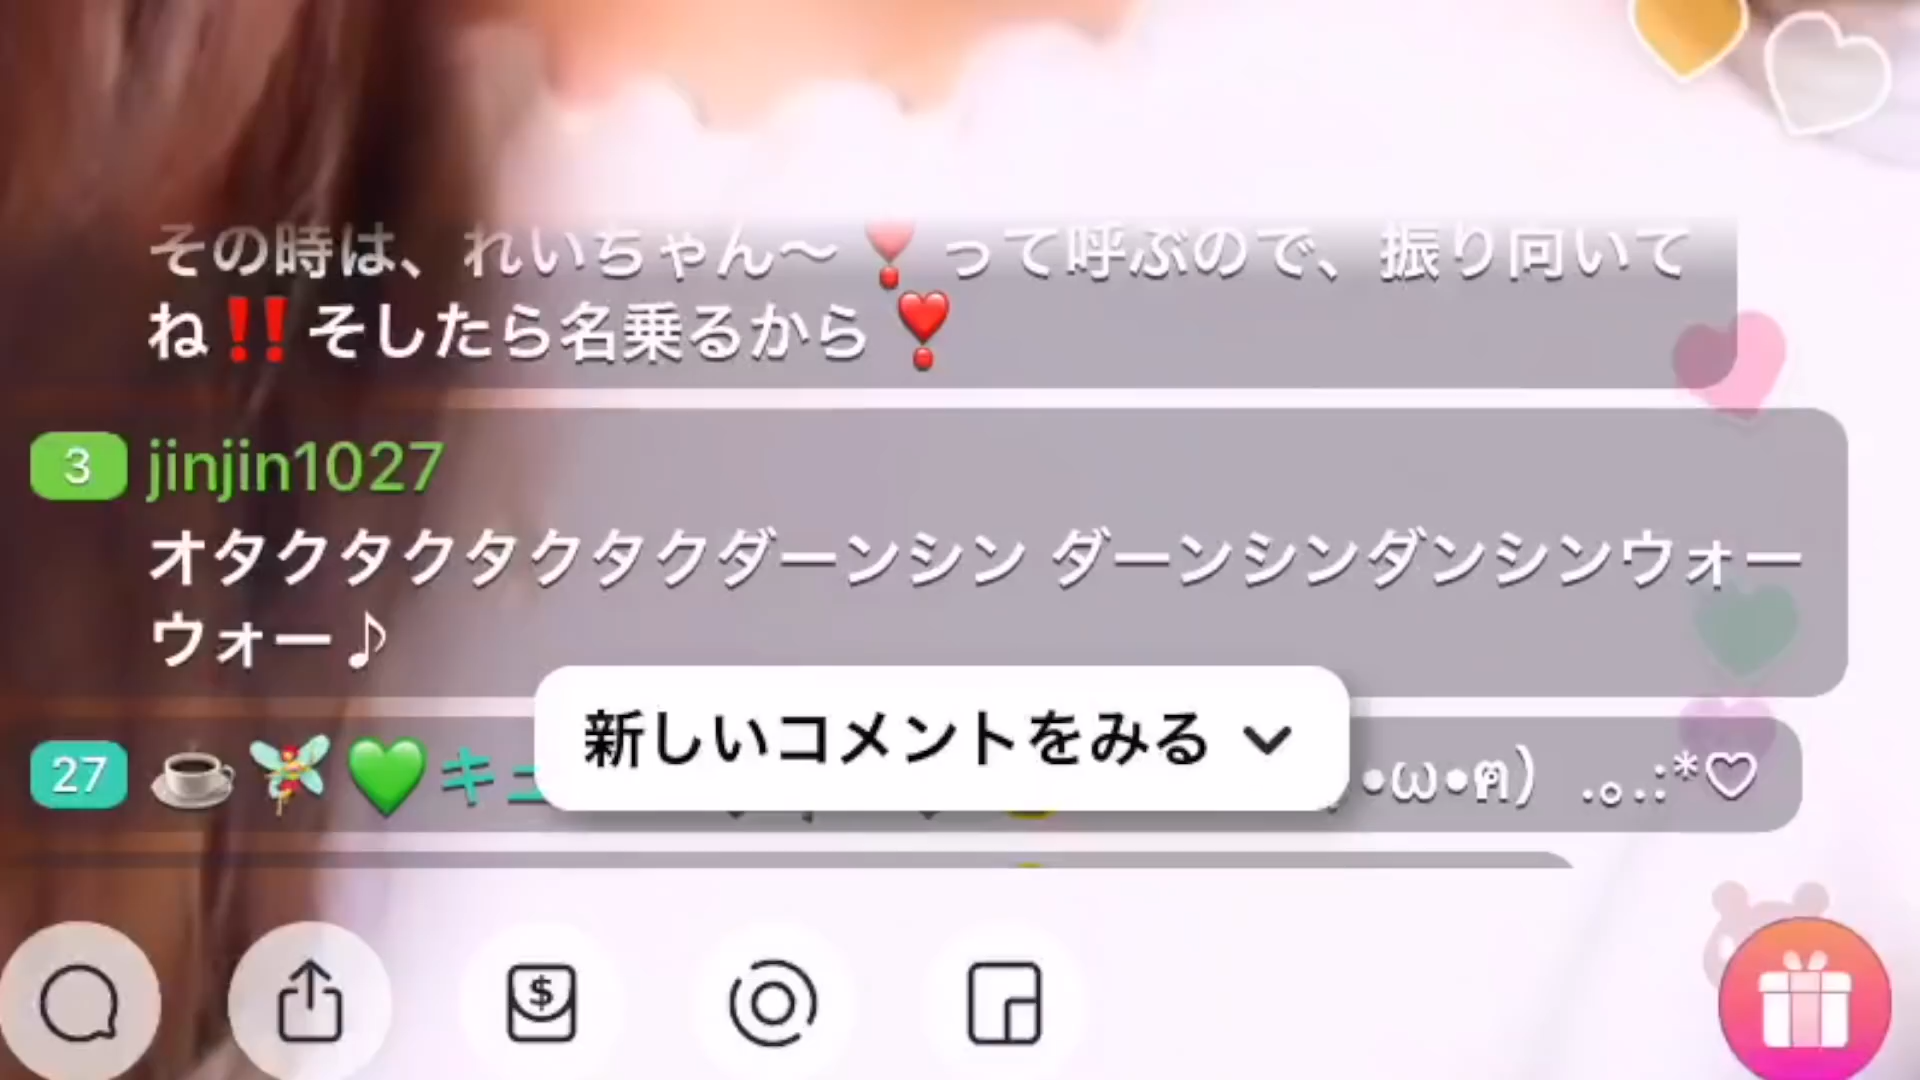 その時は、れいちゃん〜❣️って呼ぶので、振り向いて
ね‼️そしたら名乗るから❣️
3 jinjin1027
オタクタクタクタクダーンシン ダーンシンダンシンウォー
ウォー♪
27 ☕🧚💚キ •ω•ฅ) .｡.:*♡
新しいコメントをみる